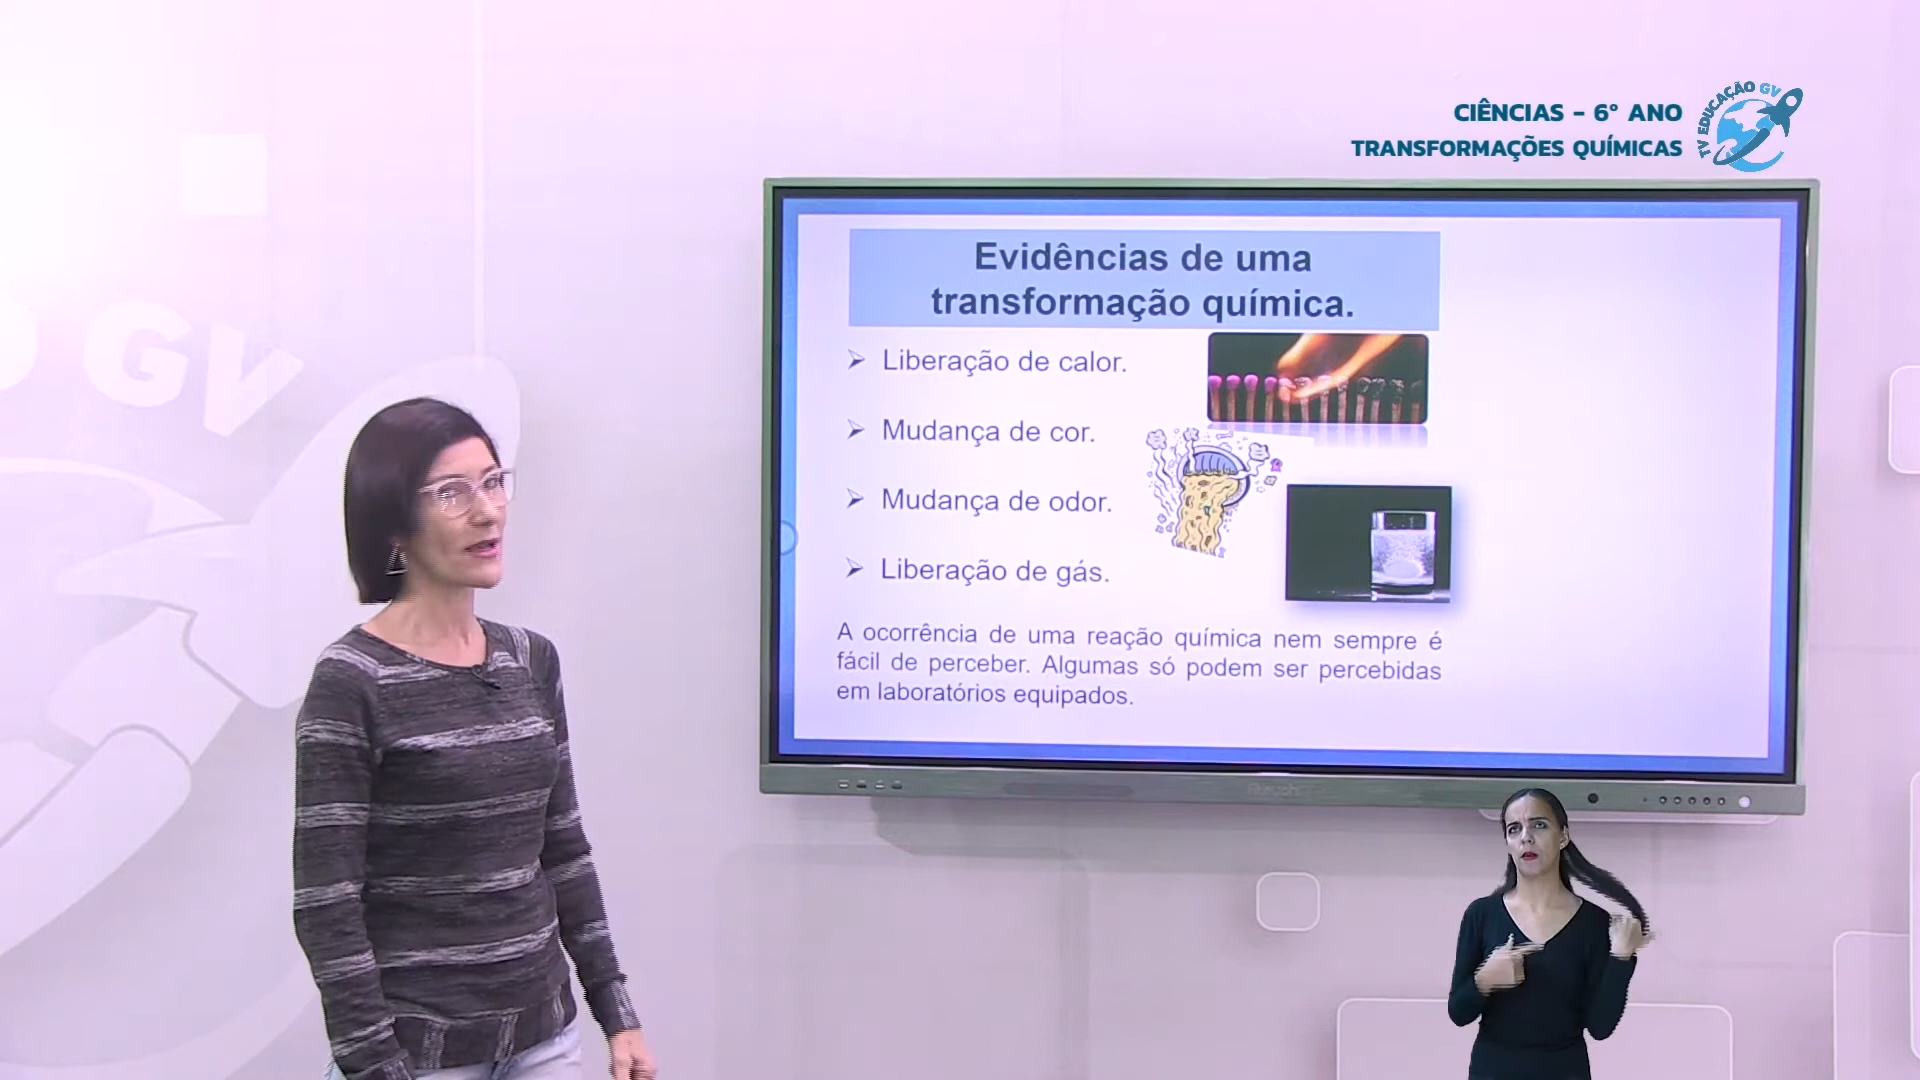 CIÊNCIAS - 6° ANO
TRANSFORMAÇÕES QUÍMICAS
TV EDUCAÇÃO GV
Evidências de uma
transformação química.
Liberação de calor.
Mudança de cor.
Mudança de odor.
Liberação de gás.
A ocorrência de uma reação química nem sempre é
fácil de perceber. Algumas só podem ser percebidas
em laboratórios equipados.
O GV